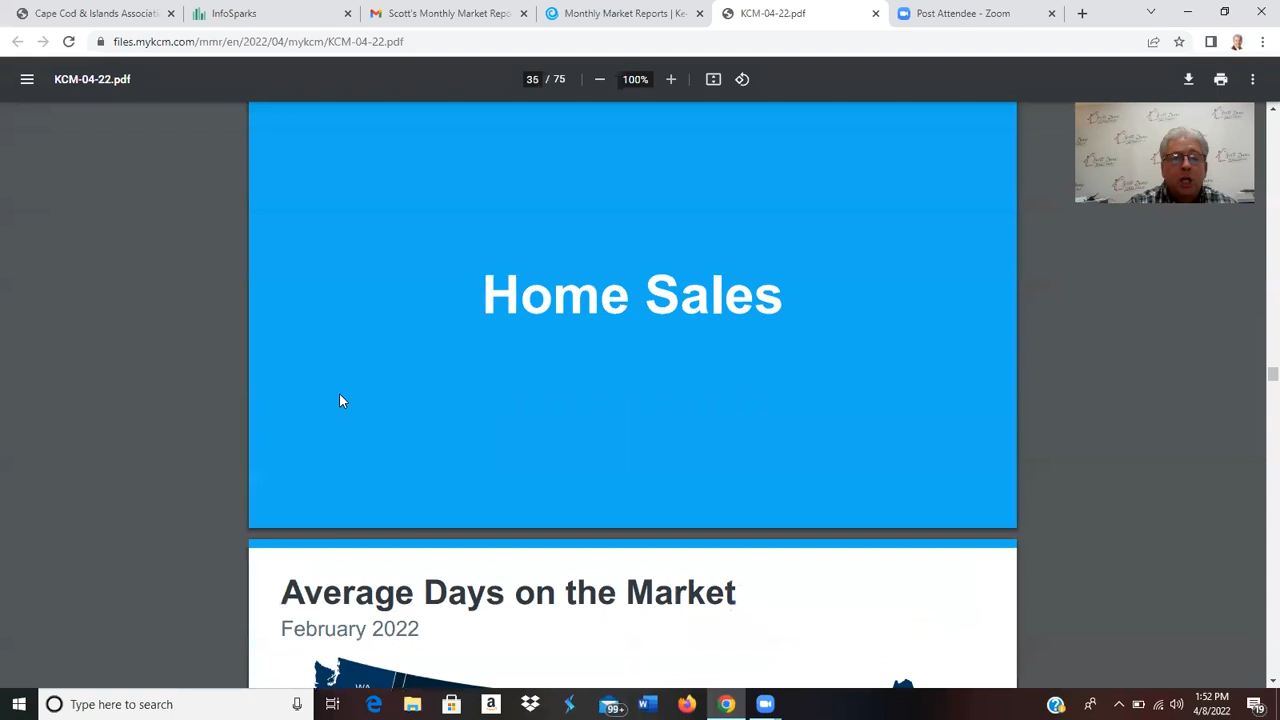 Cape Cod & Islands Associati
InfoSparks
Scott's Monthly Market Repo
Monthly Market Reports | Ke
KCM-04-22.pdf
Post Attendee - Zoom
files.mykcm.com/mmr/en/2022/04/mykcm/KCM-04-22.pdf
KCM-04-22.pdf
35 / 75
100%
Home Sales
Average Days on the Market
February 2022
WA
Type here to search
99+
1:52 PM
4/8/2022
19